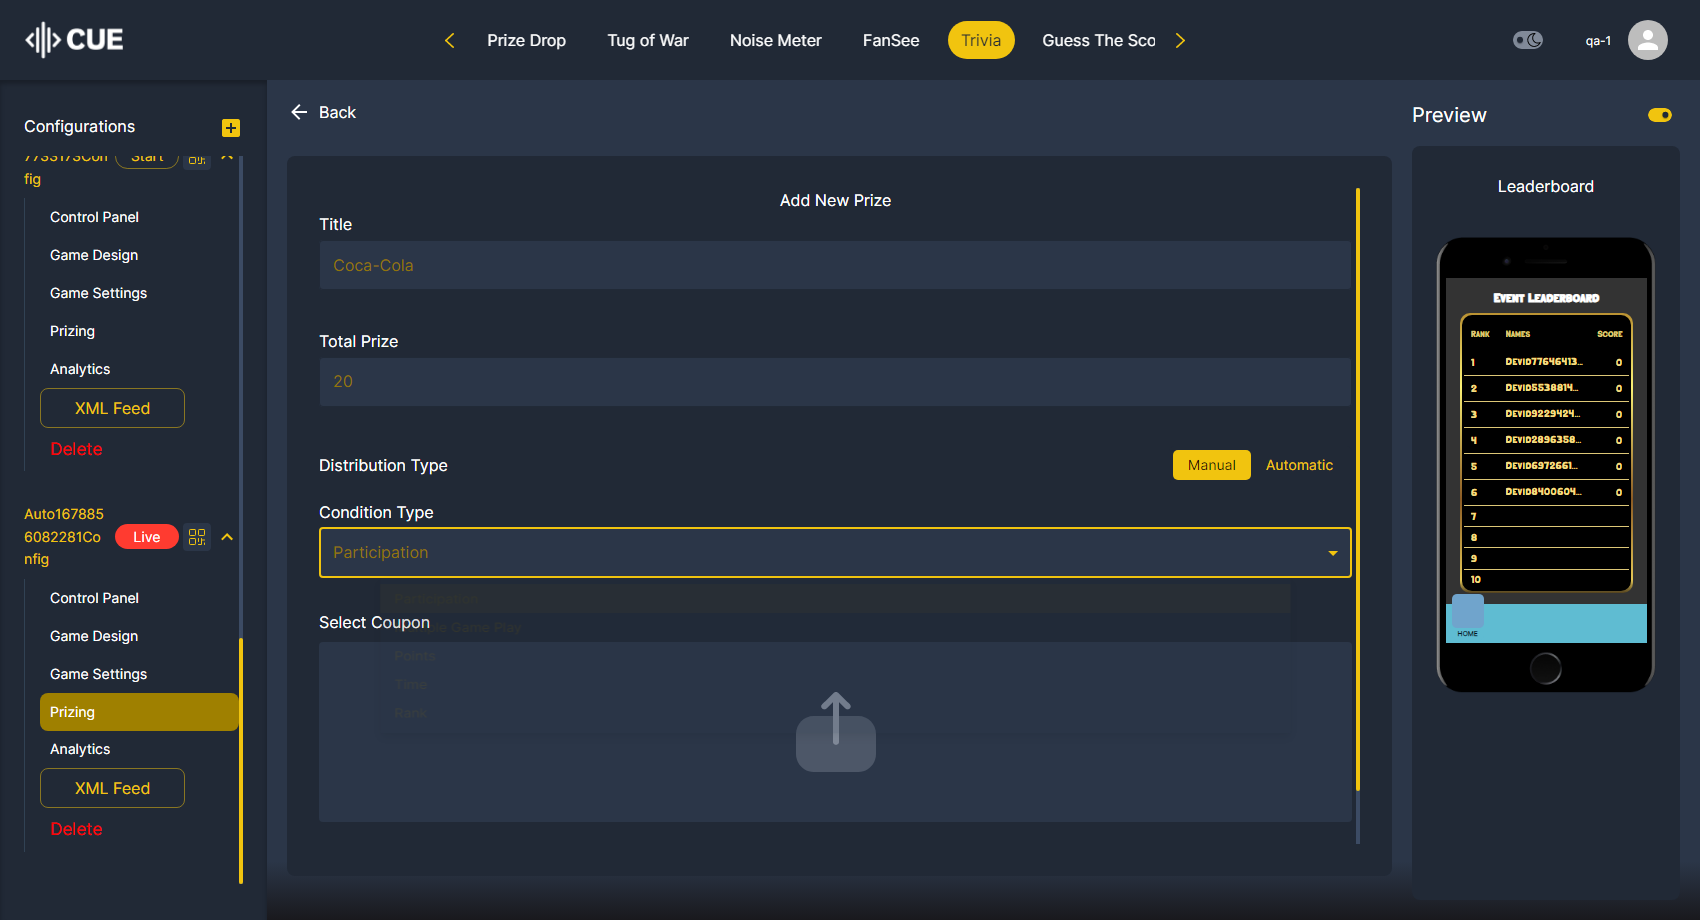 CUE
Prize Drop
Tug of War
Noise Meter
FanSee
Trivia
Guess The Sco
qa-1
Configurations
Start
fig
Control Panel
Game Design
Game Settings
Prizing
Analytics
XML Feed
Delete
Auto167885
6082281Co
nfig
Live
Control Panel
Game Design
Game Settings
Prizing
Analytics
XML Feed
Delete
Back
Add New Prize
Title
Coca-Cola
Total Prize
20
Distribution Type
Manual
Automatic
Condition Type
Participation
Participation
Select Coupon
Game Play
Points
Time
Rank
Preview
Leaderboard
Event Leaderboard
Rank Names Score
1 Devid77646413... 0
2 Devid5538814... 0
3 Devid9229424... 0
4 Devid2896358... 0
5 Devid6972661... 0
6 Devid8400604... 0
7
8
9
10
HOME